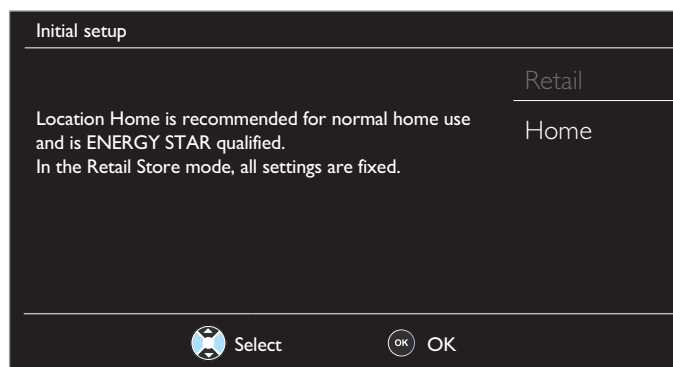 Initial setup
Retail
Location Home is recommended for normal home use
and is ENERGY STAR qualified.
In the Retail Store mode, all settings are fixed.
Home
Select
OK OK